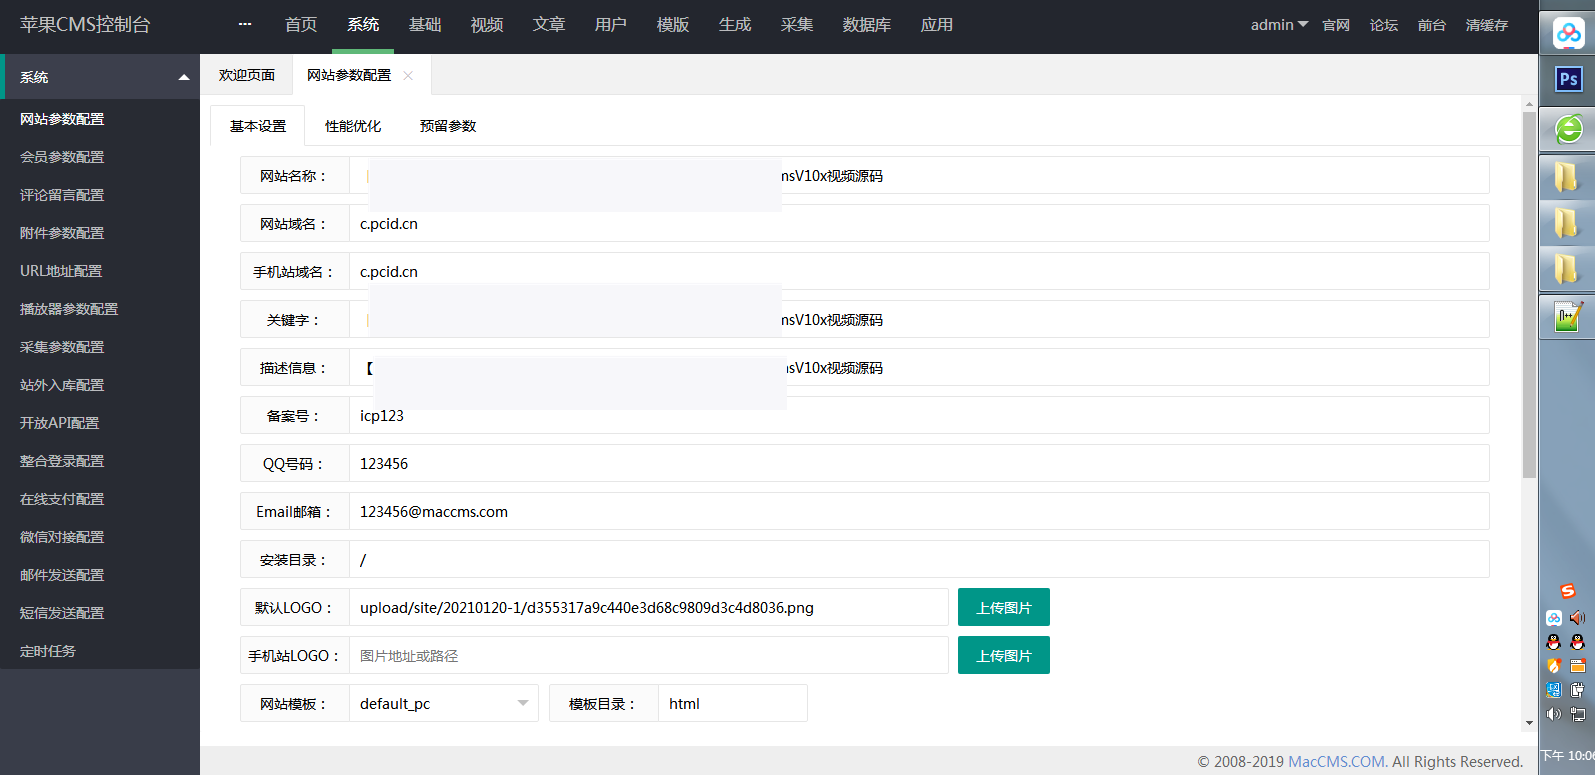 苹果CMS控制台
··· 首页 系统 基础 视频 文章 用户 模版 生成 采集 数据库 应用
admin 官网 论坛 前台 清缓存
系统
网站参数配置
会员参数配置
评论留言配置
附件参数配置
URL地址配置
播放器参数配置
采集参数配置
站外入库配置
开放API配置
整合登录配置
在线支付配置
微信对接配置
邮件发送配置
短信发送配置
定时任务
欢迎页面 网站参数配置
基本设置 性能优化 预留参数
网站名称： msV10x视频源码
网站域名： c.pcid.cn
手机站域名： c.pcid.cn
关键字： msV10x视频源码
描述信息： 【 sV10x视频源码
备案号： icp123
QQ号码： 123456
Email邮箱： 123456@maccms.com
安装目录： /
默认LOGO： upload/site/20210120-1/d355317a9c440e3d68c9809d3c4d8036.png 上传图片
手机站LOGO： 图片地址或路径 上传图片
网站模板： default_pc 模板目录： html
© 2008-2019 MacCMS.COM. All Rights Reserved.
Ps
下午 10:06